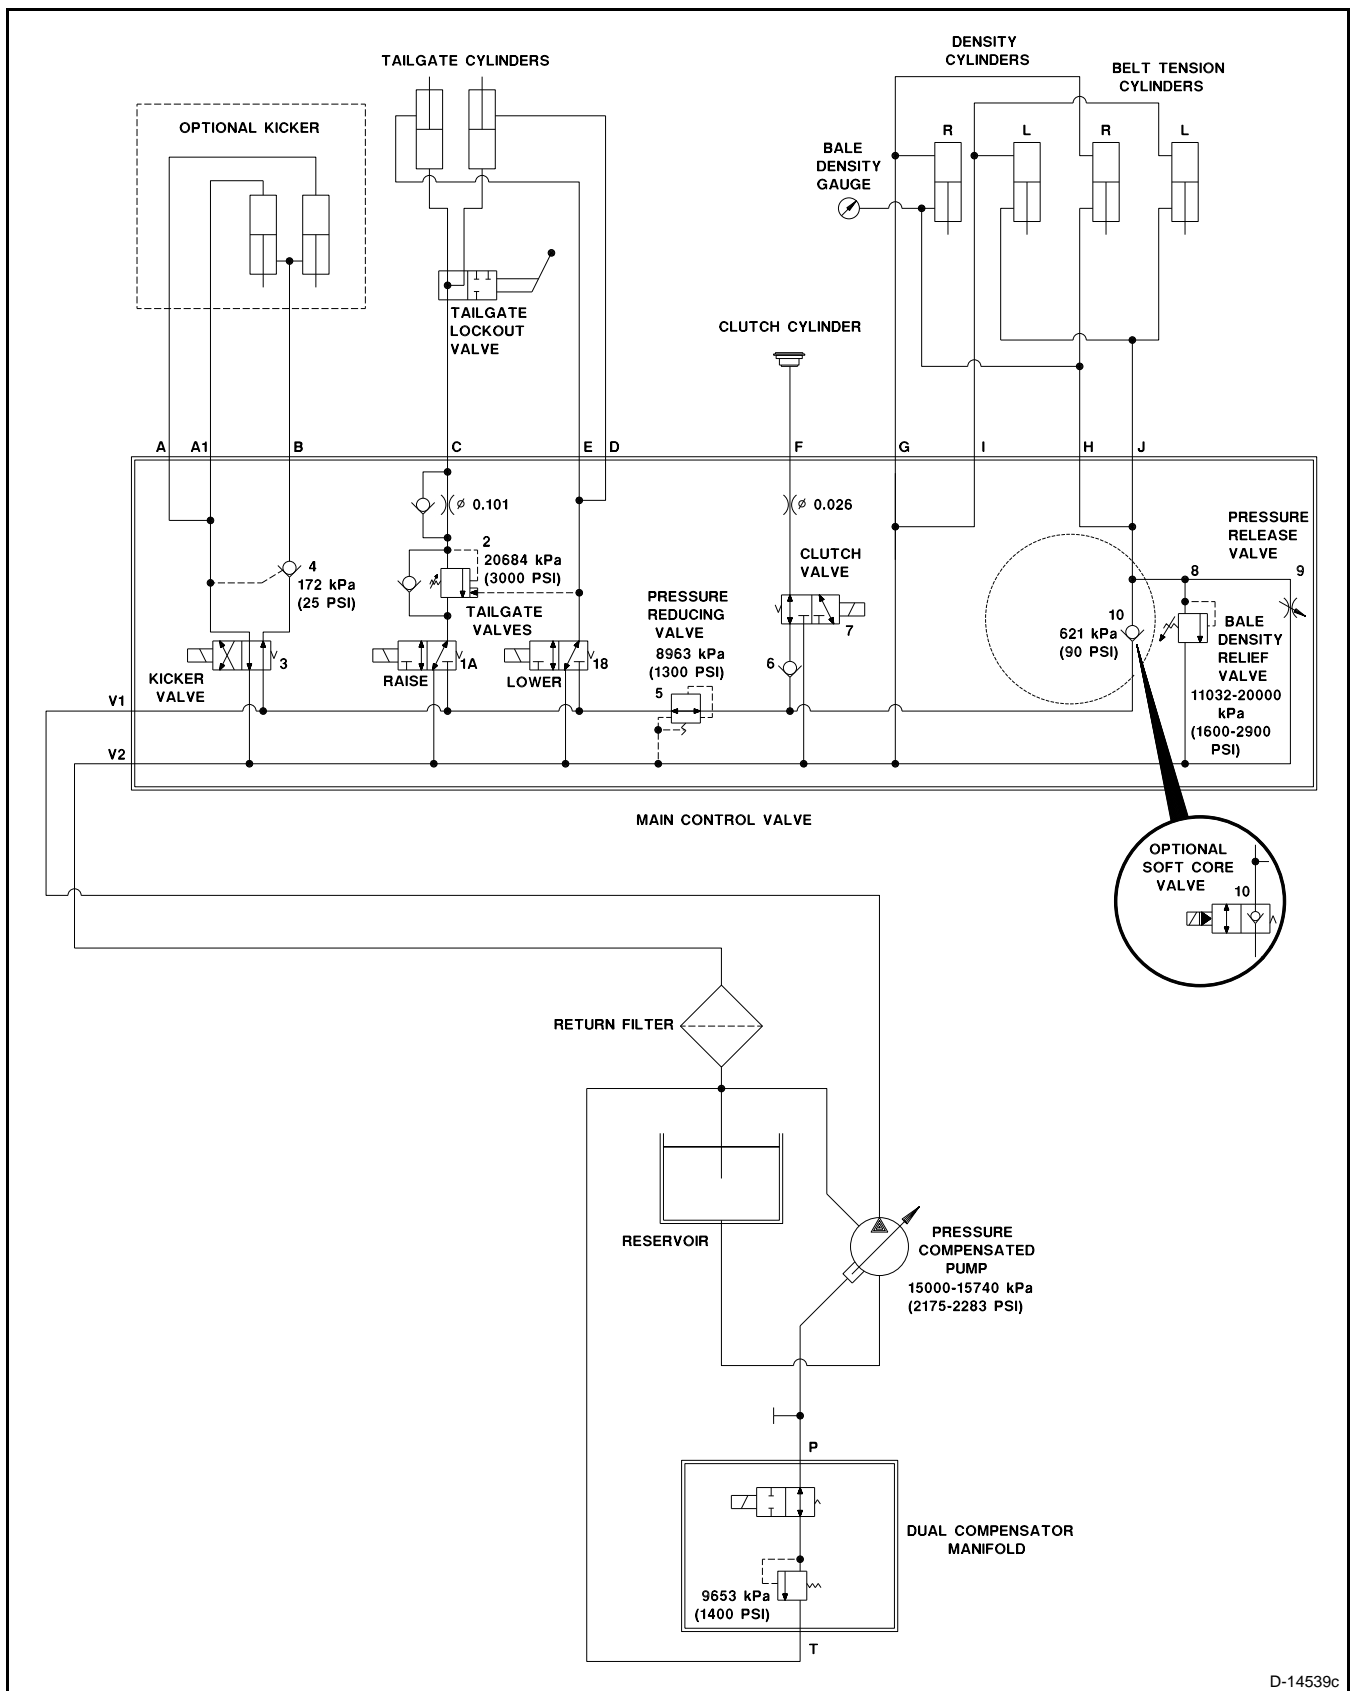 TAILGATE CYLINDERS
DENSITY
CYLINDERS
BELT TENSION
CYLINDERS
OPTIONAL KICKER
R
L
R
L
BALE
DENSITY
GAUGE
TAILGATE
LOCKOUT
VALVE
CLUTCH CYLINDER
A
A1
B
C
E
D
F
G
I
H
J
0.101
0.026
2
20684 kPa
(3000 PSI)
4
172 kPa
(25 PSI)
CLUTCH
VALVE
PRESSURE
RELEASE
VALVE
8
9
TAILGATE
VALVES
PRESSURE
REDUCING
VALVE
8963 kPa
(1300 PSI)
7
10
621 kPa
(90 PSI)
BALE
DENSITY
RELIEF
VALVE
11032-20000
kPa
(1600-2900
PSI)
3
KICKER
VALVE
1A
RAISE
18
LOWER
6
5
V1
V2
MAIN CONTROL VALVE
OPTIONAL
SOFT CORE
VALVE
10
RETURN FILTER
RESERVOIR
PRESSURE
COMPENSATED
PUMP
15000-15740 kPa
(2175-2283 PSI)
P
DUAL COMPENSATOR
MANIFOLD
9653 kPa
(1400 PSI)
T
D-14539c